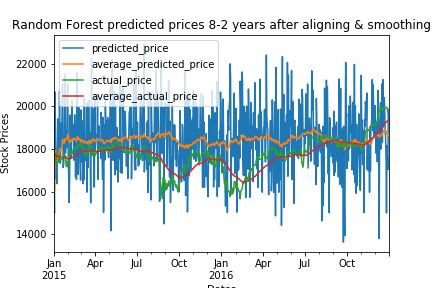 Random Forest predicted prices 8-2 years after aligning & smoothing
predicted_price
average_predicted_price
actual_price
average_actual_price
Stock Prices
22000
20000
18000
16000
14000
Jan Apr Jul Oct Jan Apr Jul Oct
2015 2016
Dates